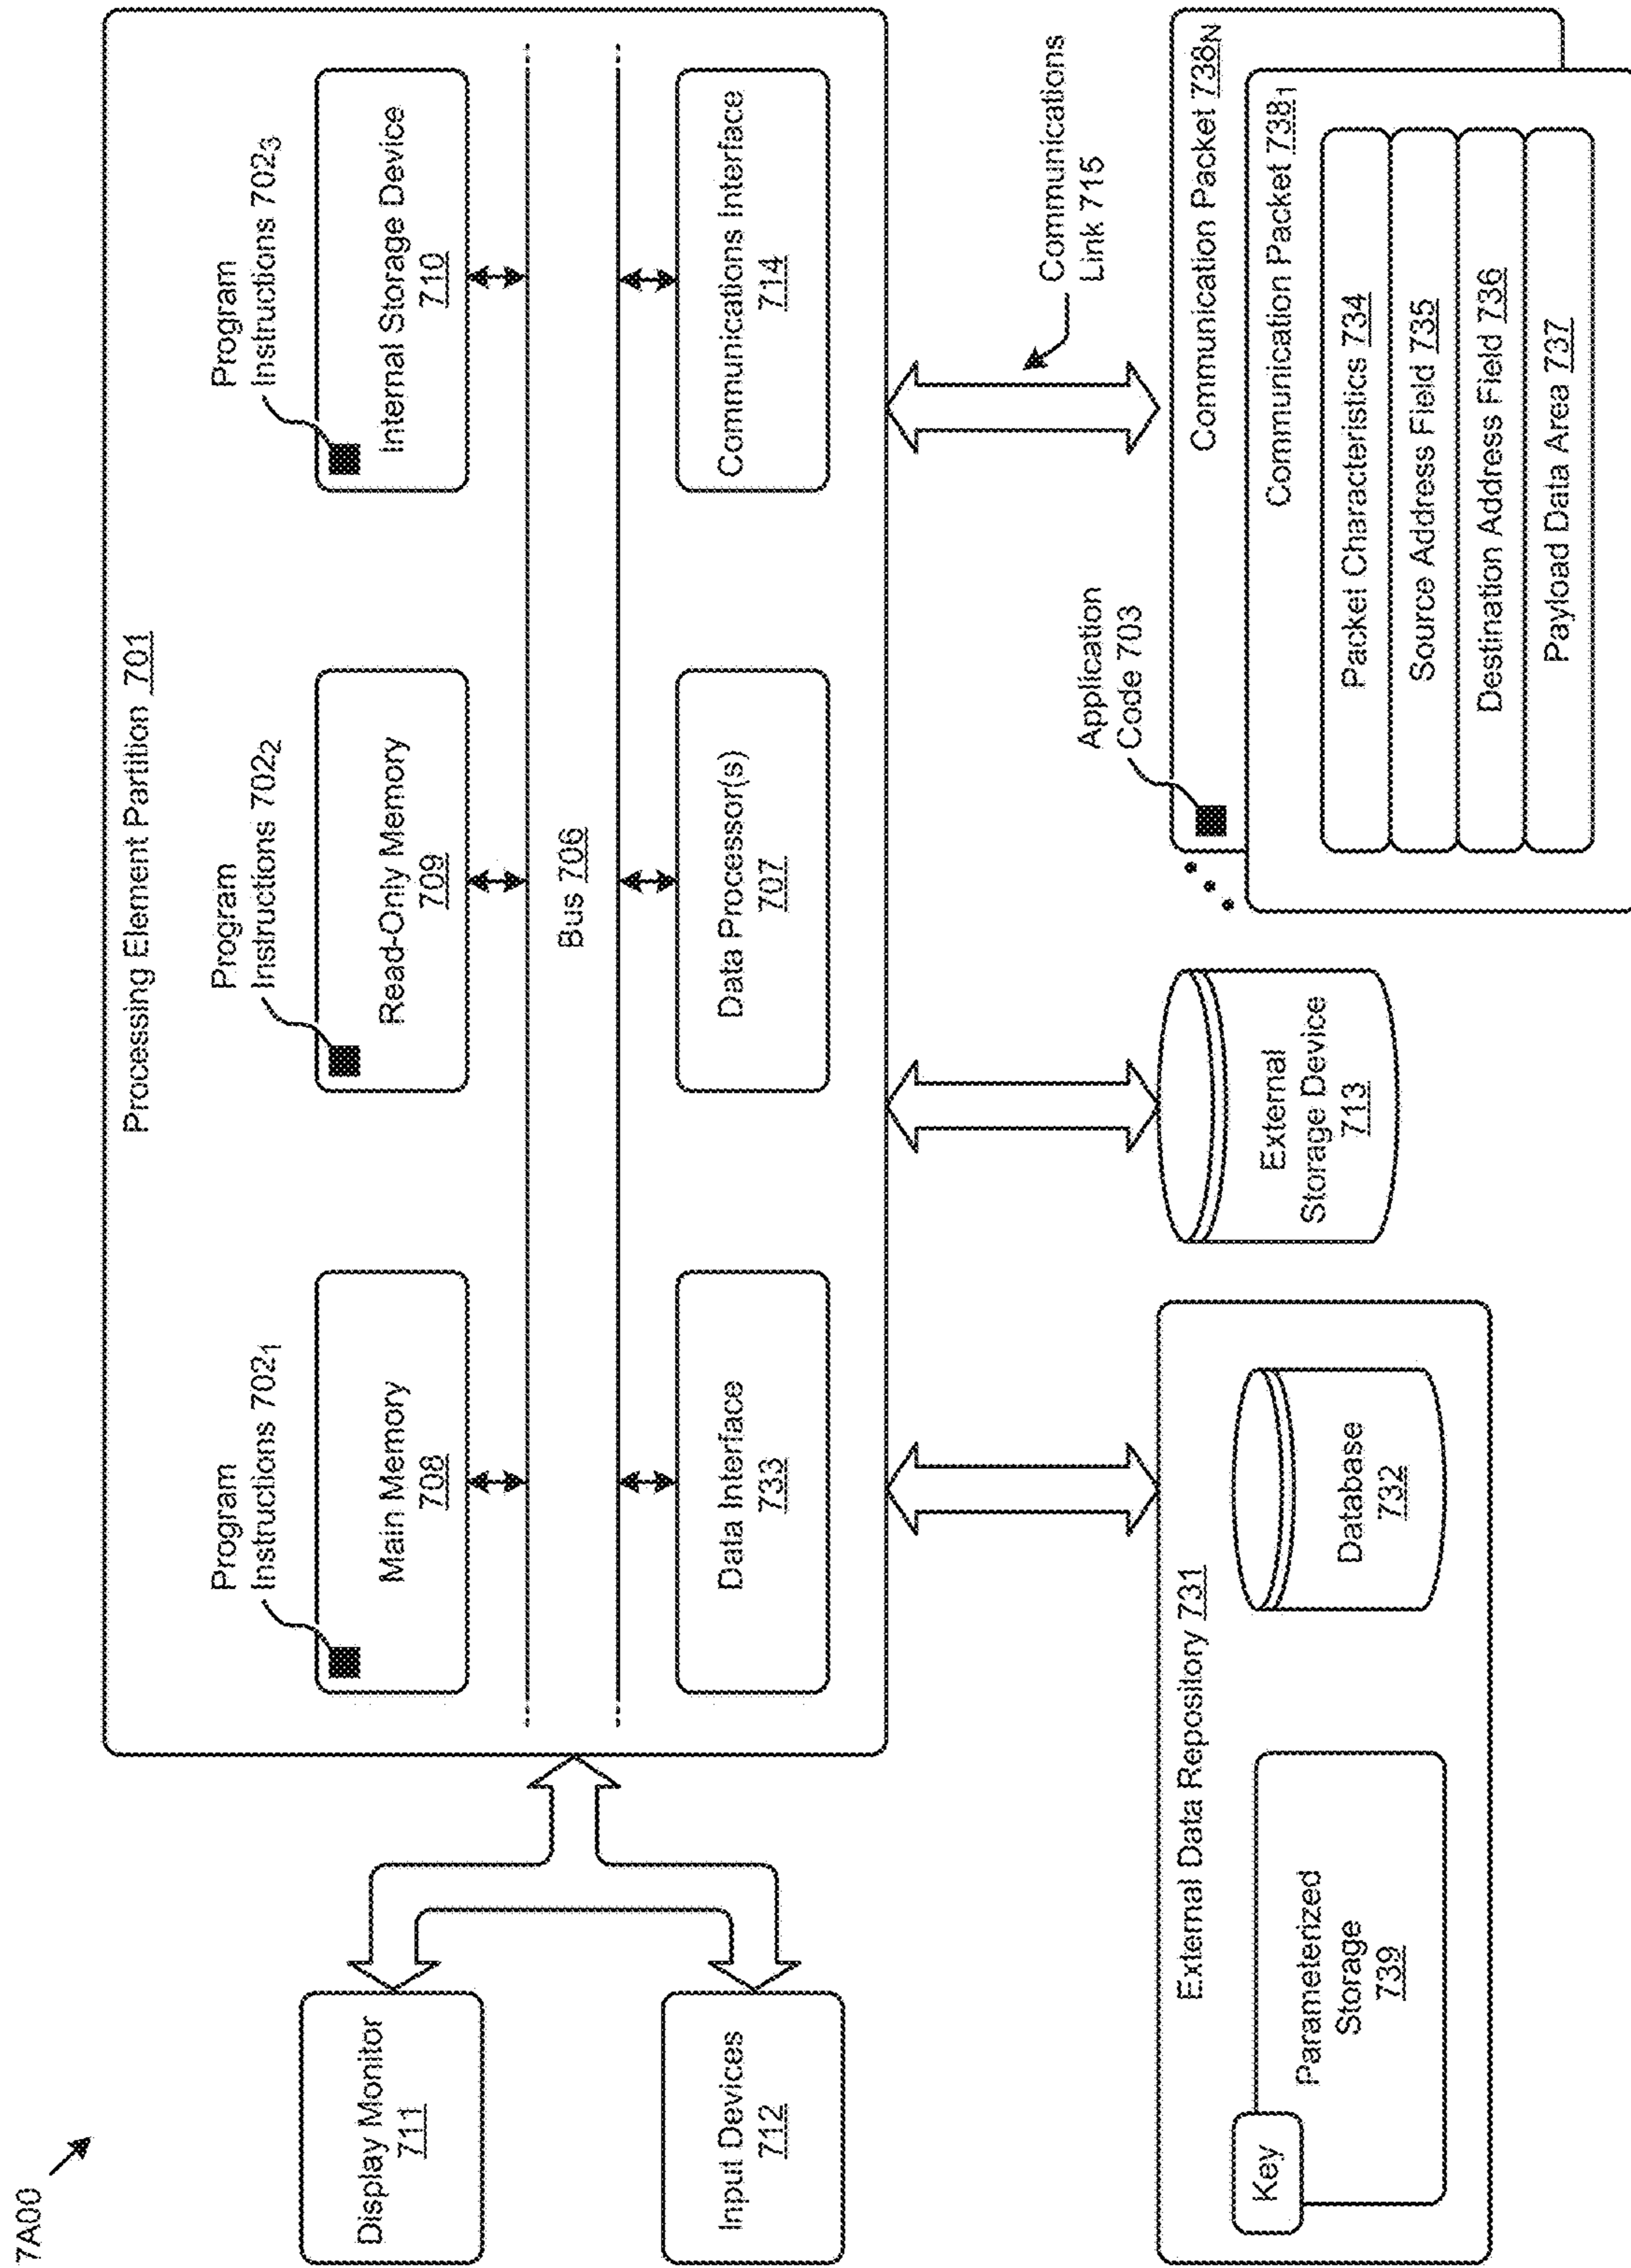 7A00
Processing Element Partition 701
Program
Instructions 702₁
Program
Instructions 702₂
Program
Instructions 702₃
Main Memory
708
Read-Only Memory
709
Internal Storage Device
710
Bus 706
Data Interface
733
Data Processor(s)
707
Communications Interface
714
Display Monitor
711
Input Devices
712
Communications
Link 715
External Data Repository 731
Key
Parameterized
Storage
739
Database
732
External
Storage Device
713
Application
Code 703
Communication Packet 738N
Communication Packet 738₁
Packet Characteristics 734
Source Address Field 735
Destination Address Field 736
Payload Data Area 737